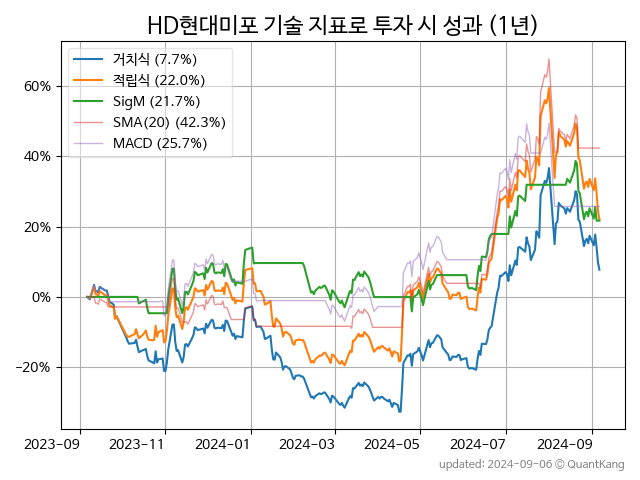 HD현대미포 기술 지표로 투자 시 성과 (1년)
거치식 (7.7%)
적립식 (22.0%)
SigM (21.7%)
SMA(20) (42.3%)
MACD (25.7%)
60%
40%
20%
0%
−20%
2023-09
2023-11
2024-01
2024-03
2024-05
2024-07
2024-09
updated: 2024-09-06 © QuantKang